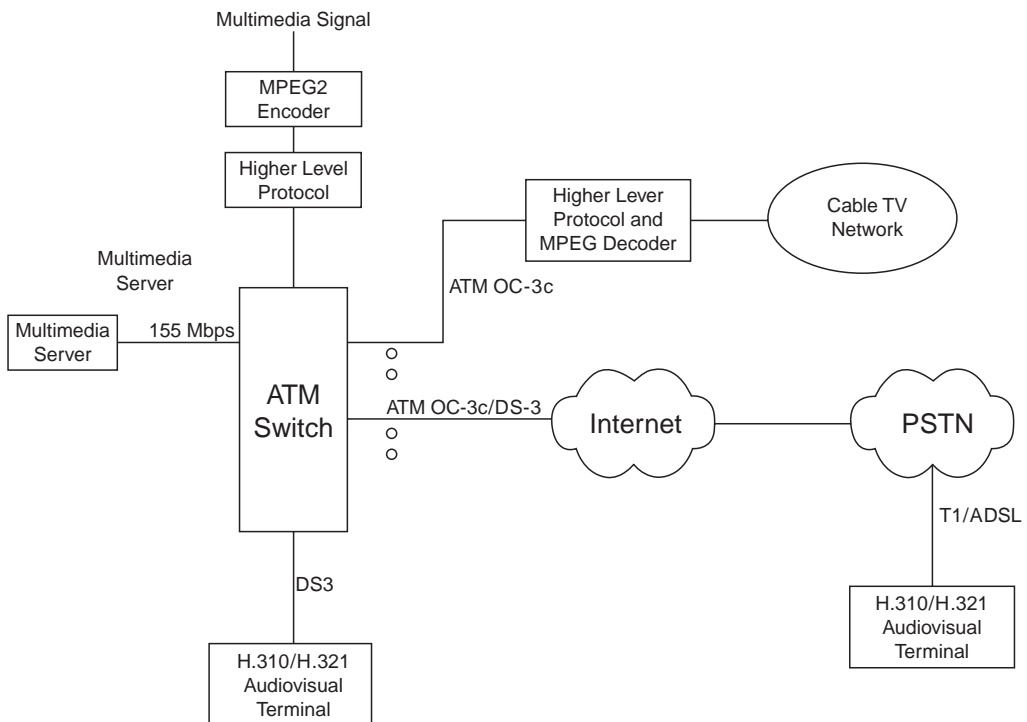 Multimedia Signal
MPEG2
Encoder
Higher Level
Protocol
Higher Lever
Protocol and
MPEG Decoder
Cable TV
Network
Multimedia
Server
ATM OC-3c
Multimedia
Server
155 Mbps
ATM
Switch
ATM OC-3c/DS-3
Internet
PSTN
T1/ADSL
DS3
H.310/H.321
Audiovisual
Terminal
H.310/H.321
Audiovisual
Terminal